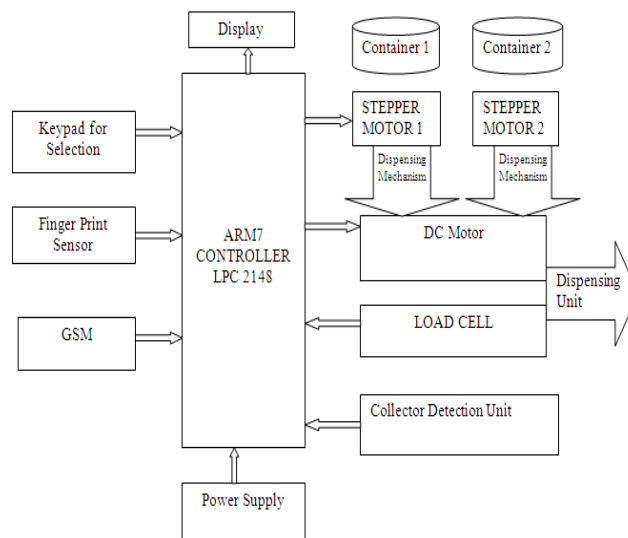 Display
Container 1
Container 2
Keypad for
Selection
STEPPER
MOTOR 1
STEPPER
MOTOR 2
Dispensing
Mechanism
Dispensing
Mechanism
Finger Print
Sensor
ARM7
CONTROLLER
LPC 2148
DC Motor
Dispensing
Unit
GSM
LOAD CELL
Collector Detection Unit
Power Supply